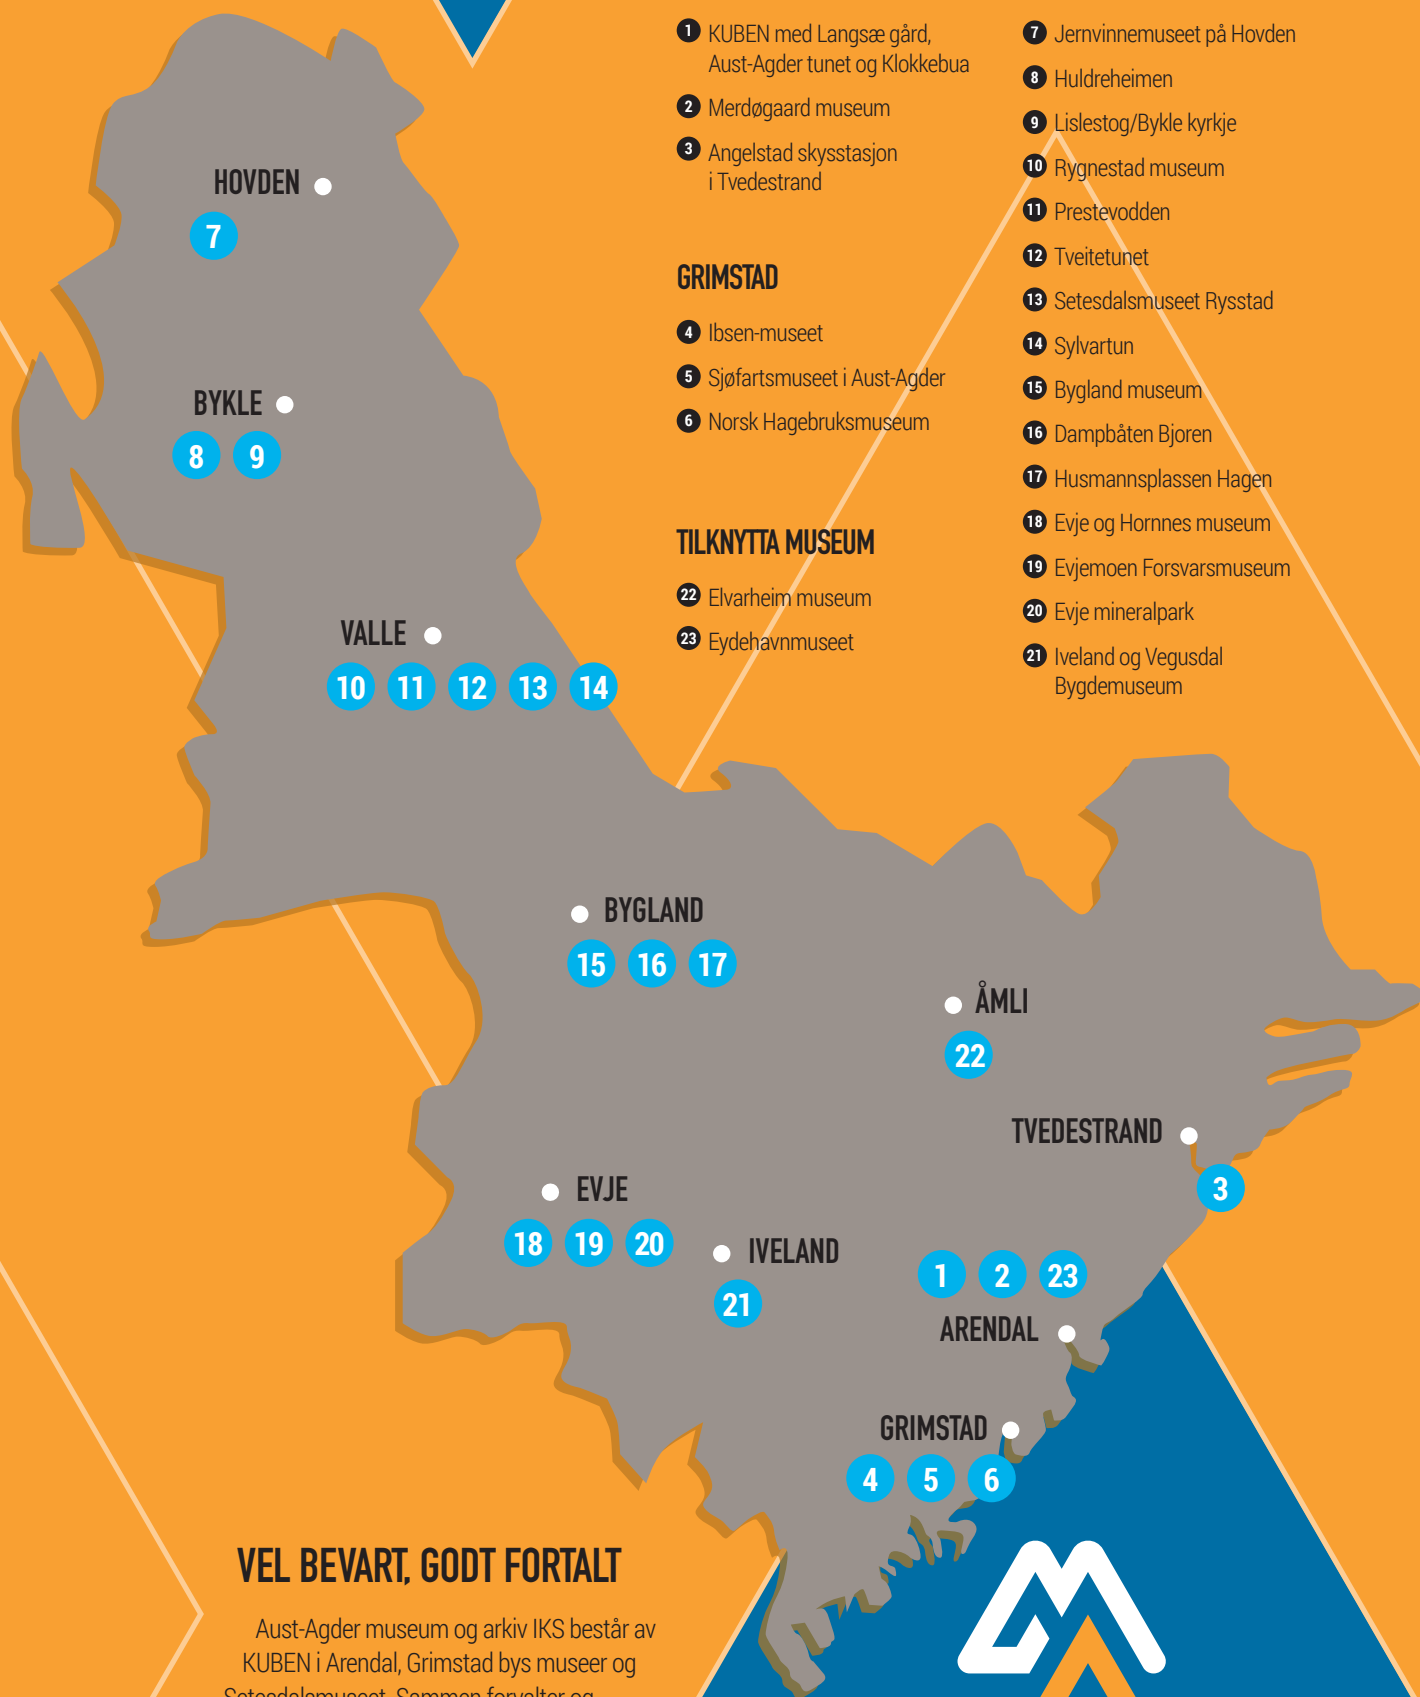 1 KUBEN med Langsæ gård,
Aust-Agder tunet og Klokkebua
2 Merdøgaard museum
3 Angelstad skysstasjon
i Tvedestrand
GRIMSTAD
4 Ibsen-museet
5 Sjøfartsmuseet i Aust-Agder
6 Norsk Hagebruksmuseum
TILKNYTTA MUSEUM
22 Elvarheim museum
23 Eydehavnmuseet
7 Jernvinnemuseet på Hovden
8 Huldreheimen
9 Lislestog/Bykle kyrkje
10 Rygnestad museum
11 Prestevodden
12 Tveitetunet
13 Setesdalsmuseet Rysstad
14 Sylvartun
15 Bygland museum
16 Dampbåten Bjoren
17 Husmannsplassen Hagen
18 Evje og Hornnes museum
19 Evjemoen Forsvarsmuseum
20 Evje mineralpark
21 Iveland og Vegusdal
Bygdemuseum
HOVDEN
7
BYKLE
8 9
VALLE
10 11 12 13 14
BYGLAND
15 16 17
ÅMLI
22
TVEDESTRAND
3
EVJE
18 19 20
IVELAND
21
1 2 23
ARENDAL
GRIMSTAD
4 5 6
VEL BEVART, GODT FORTALT
Aust-Agder museum og arkiv IKS består av
KUBEN i Arendal, Grimstad bys museer og
Setesdalsmuseet. Sammen forvalter og